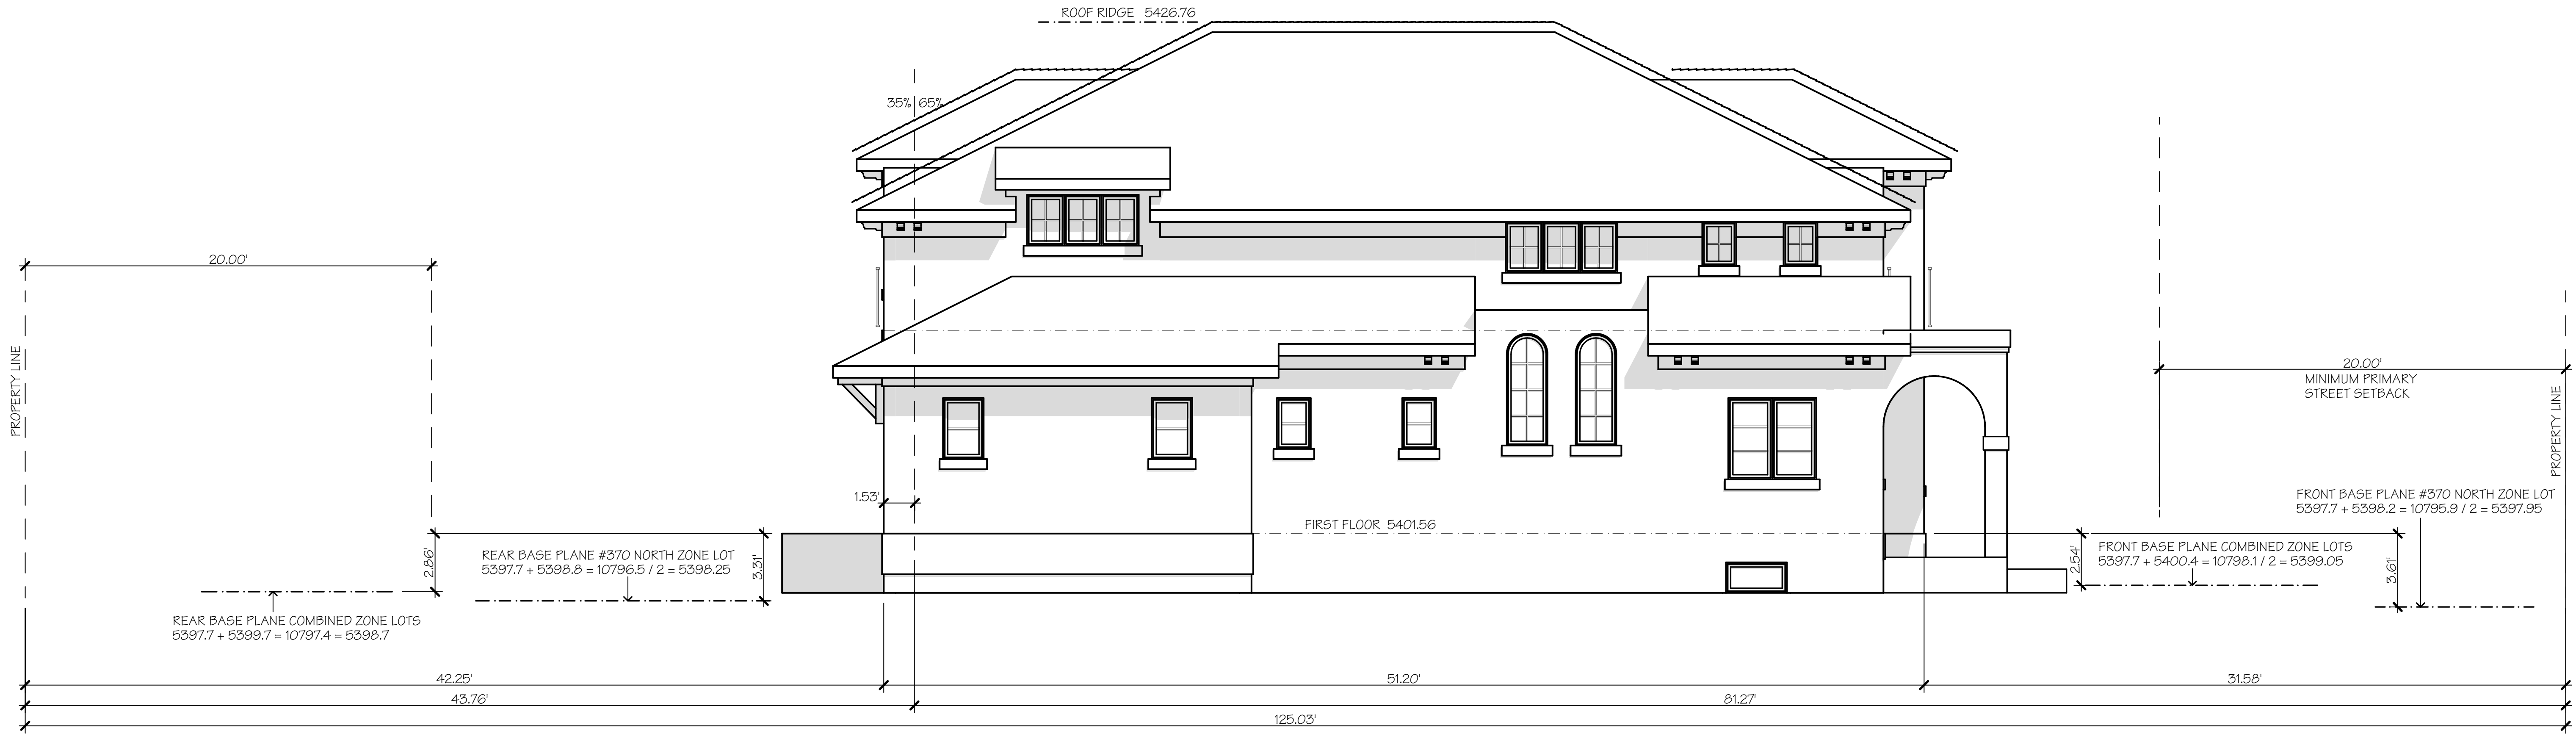 ROOF RIDGE 5426.76
35% 65%
20.00'
PROPERTY LINE
20.00'
MINIMUM PRIMARY
STREET SETBACK
PROPERTY LINE
1.53'
FRONT BASE PLANE #370 NORTH ZONE LOT
5397.7 + 5398.2 = 10795.9 / 2 = 5397.95
FIRST FLOOR 5401.56
2.86'
REAR BASE PLANE #370 NORTH ZONE LOT
5397.7 + 5398.8 = 10796.5 / 2 = 5398.25
3.31'
2.54'
FRONT BASE PLANE COMBINED ZONE LOTS
5397.7 + 5400.4 = 10798.1 / 2 = 5399.05
3.61'
REAR BASE PLANE COMBINED ZONE LOTS
5397.7 + 5399.7 = 10797.4 = 5398.7
42.25'
51.20'
31.58'
43.76'
81.27'
125.03'